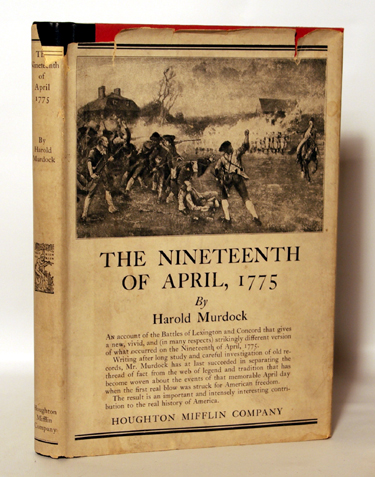 The
Nineteenth
of
April
1775
By
Harold
Murdock
Houghton
Mifflin
Company
THE NINETEENTH
OF APRIL, 1775
By
Harold Murdock
An account of the Battles of Lexington and Concord that gives
a new, vivid, and (in many respects) strikingly different version
of what occurred on the Nineteenth of April, 1775.
Writing after long study and careful investigation of old re-
cords, Mr. Murdock has at last succeeded in separating the
thread of fact from the web of legend and tradition that has
become woven about the events of that memorable April day
when the first real blow was struck for American freedom.
The result is an important and intensely interesting contri-
bution to the real history of America.
HOUGHTON MIFFLIN COMPANY